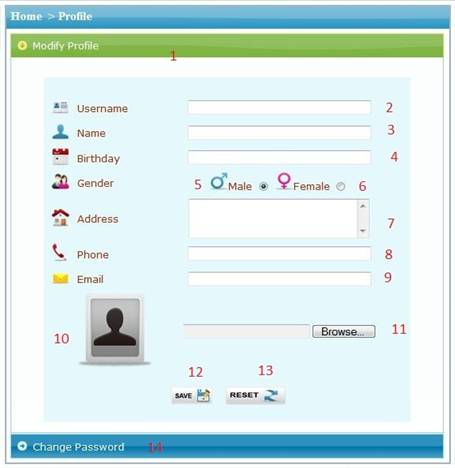 Home > Profile
Modify Profile
1
Username 2
Name 3
Birthday 4
Gender 5 Male Female 6
Address 7
Phone 8
Email 9
10 Browse... 11
12 13
SAVE RESET
Change Password 14